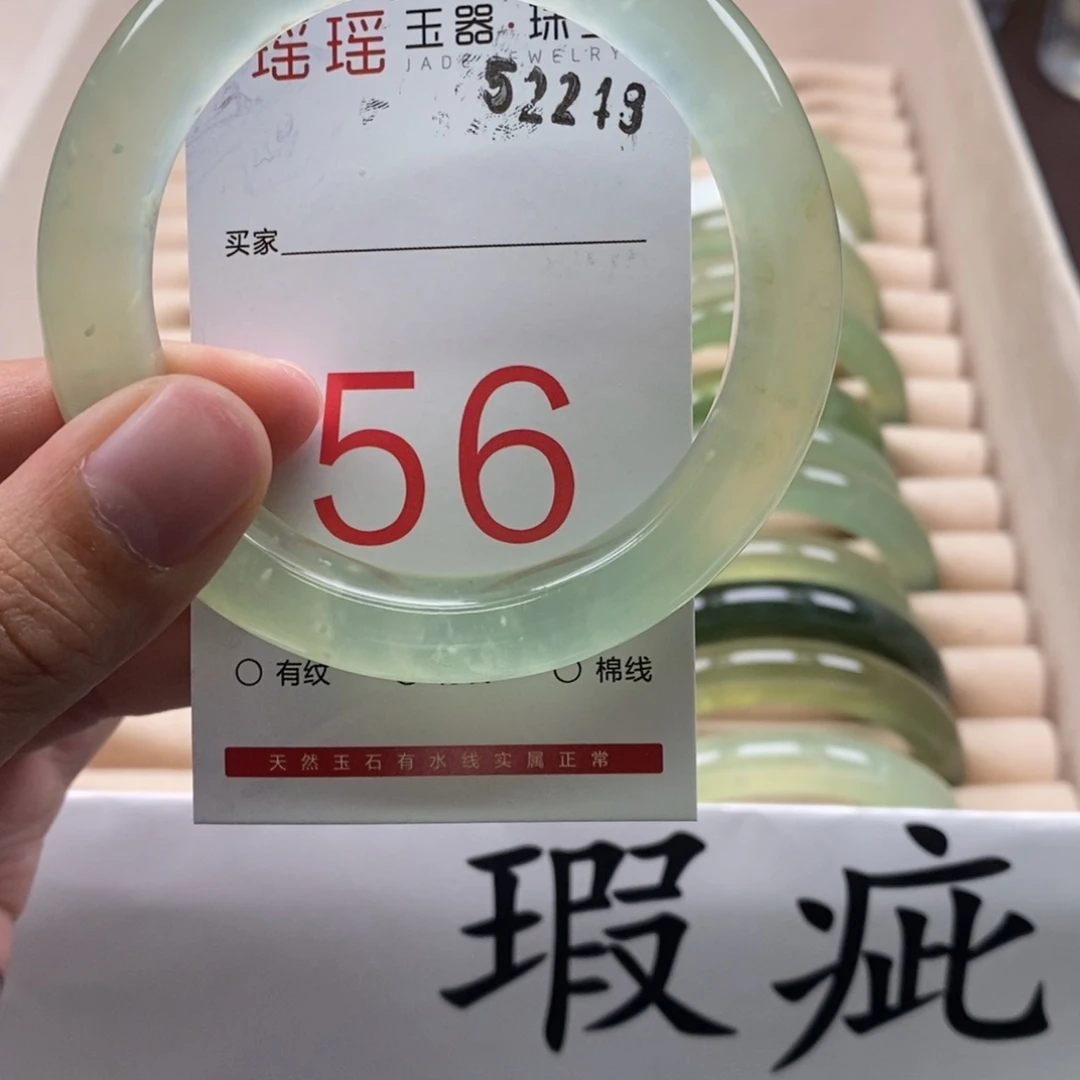 瑶瑶 玉器·珠
JADE JEWELRY
52219
买家
56
有纹
棉线
天然玉石有水线实属正常
瑕疵